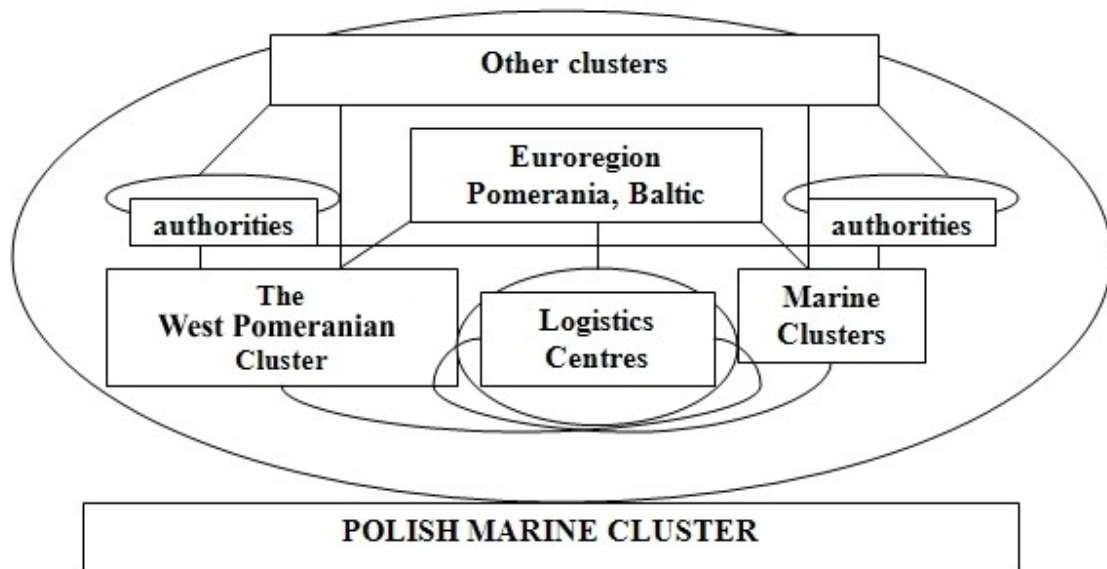 Other clusters
Euroregion
Pomerania, Baltic
authorities
authorities
The
West Pomeranian
Cluster
Logistics
Centres
Marine
Clusters
POLISH MARINE CLUSTER